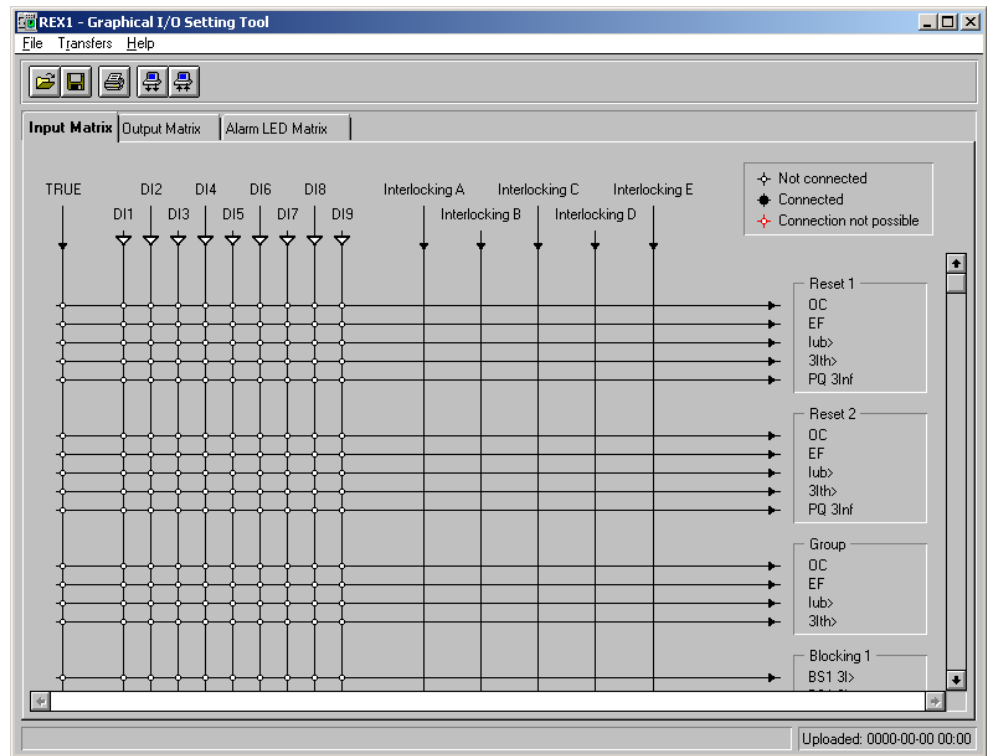 REX1 - Graphical I/O Setting Tool
File Transfers Help
Input Matrix Output Matrix Alarm LED Matrix
Not connected
Connected
Connection not possible
TRUE DI2 DI4 DI6 DI8 Interlocking A Interlocking C Interlocking E
DI1 DI3 DI5 DI7 DI9 Interlocking B Interlocking D
Reset 1
OC
EF
Iub>
3Ith>
PQ 3Inf
Reset 2
OC
EF
Iub>
3Ith>
PQ 3Inf
Group
OC
EF
Iub>
3Ith>
Blocking 1
BS1 3I>
Uploaded: 0000-00-00 00:00